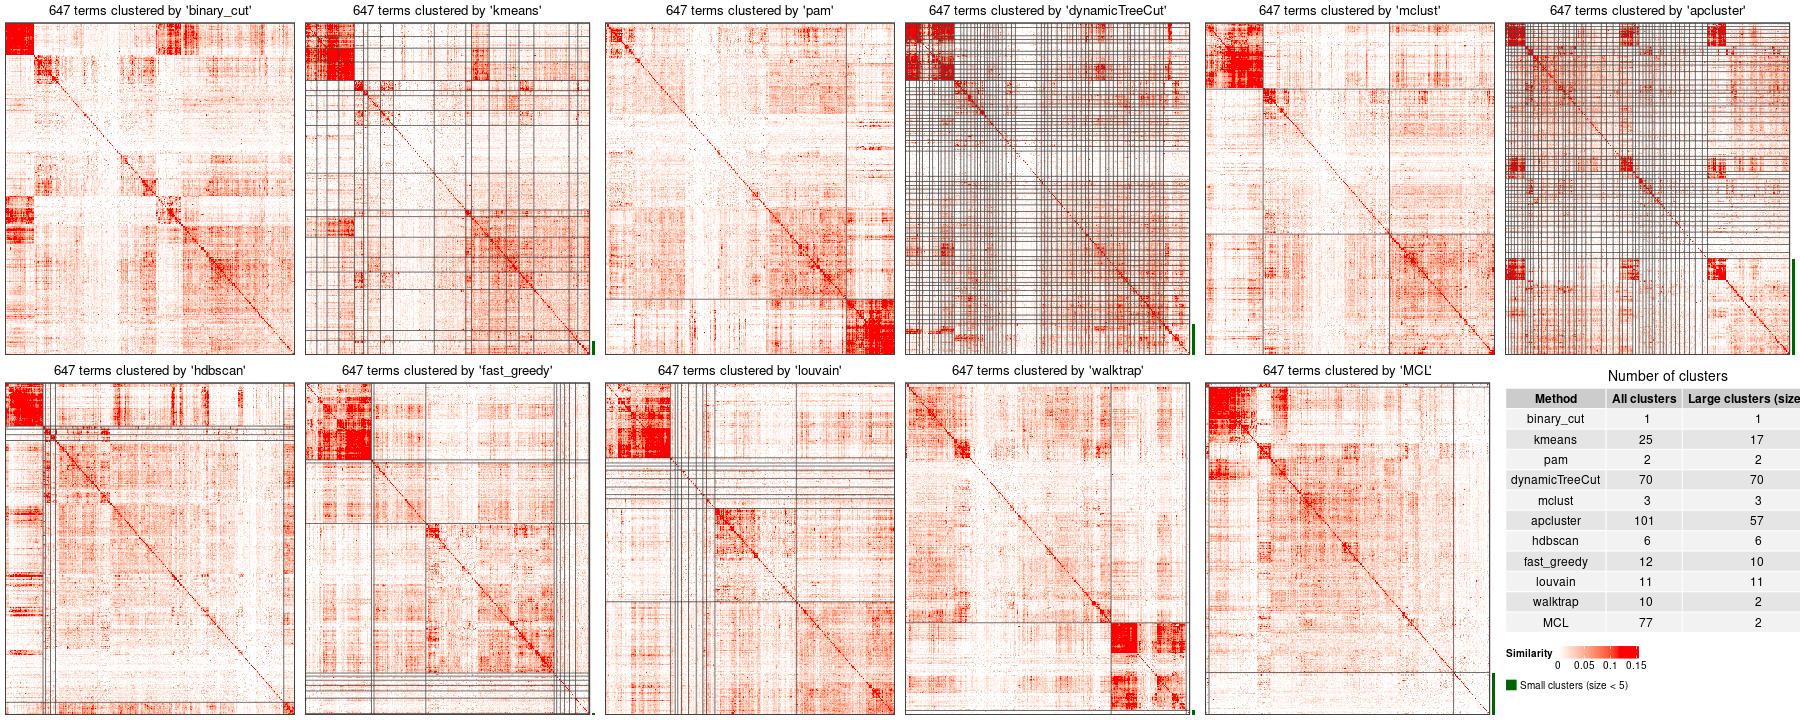 647 terms clustered by 'binary_cut'
647 terms clustered by 'kmeans'
647 terms clustered by 'pam'
647 terms clustered by 'dynamicTreeCut'
647 terms clustered by 'mclust'
647 terms clustered by 'apcluster'
647 terms clustered by 'hdbscan'
647 terms clustered by 'fast_greedy'
647 terms clustered by 'louvain'
647 terms clustered by 'walktrap'
647 terms clustered by 'MCL'
Number of clusters
Method All clusters Large clusters (size
binary_cut 1 1
kmeans 25 17
pam 2 2
dynamicTreeCut 70 70
mclust 3 3
apcluster 101 57
hdbscan 6 6
fast_greedy 12 10
louvain 11 11
walktrap 10 2
MCL 77 2
Similarity
0 0.05 0.1 0.15
Small clusters (size < 5)